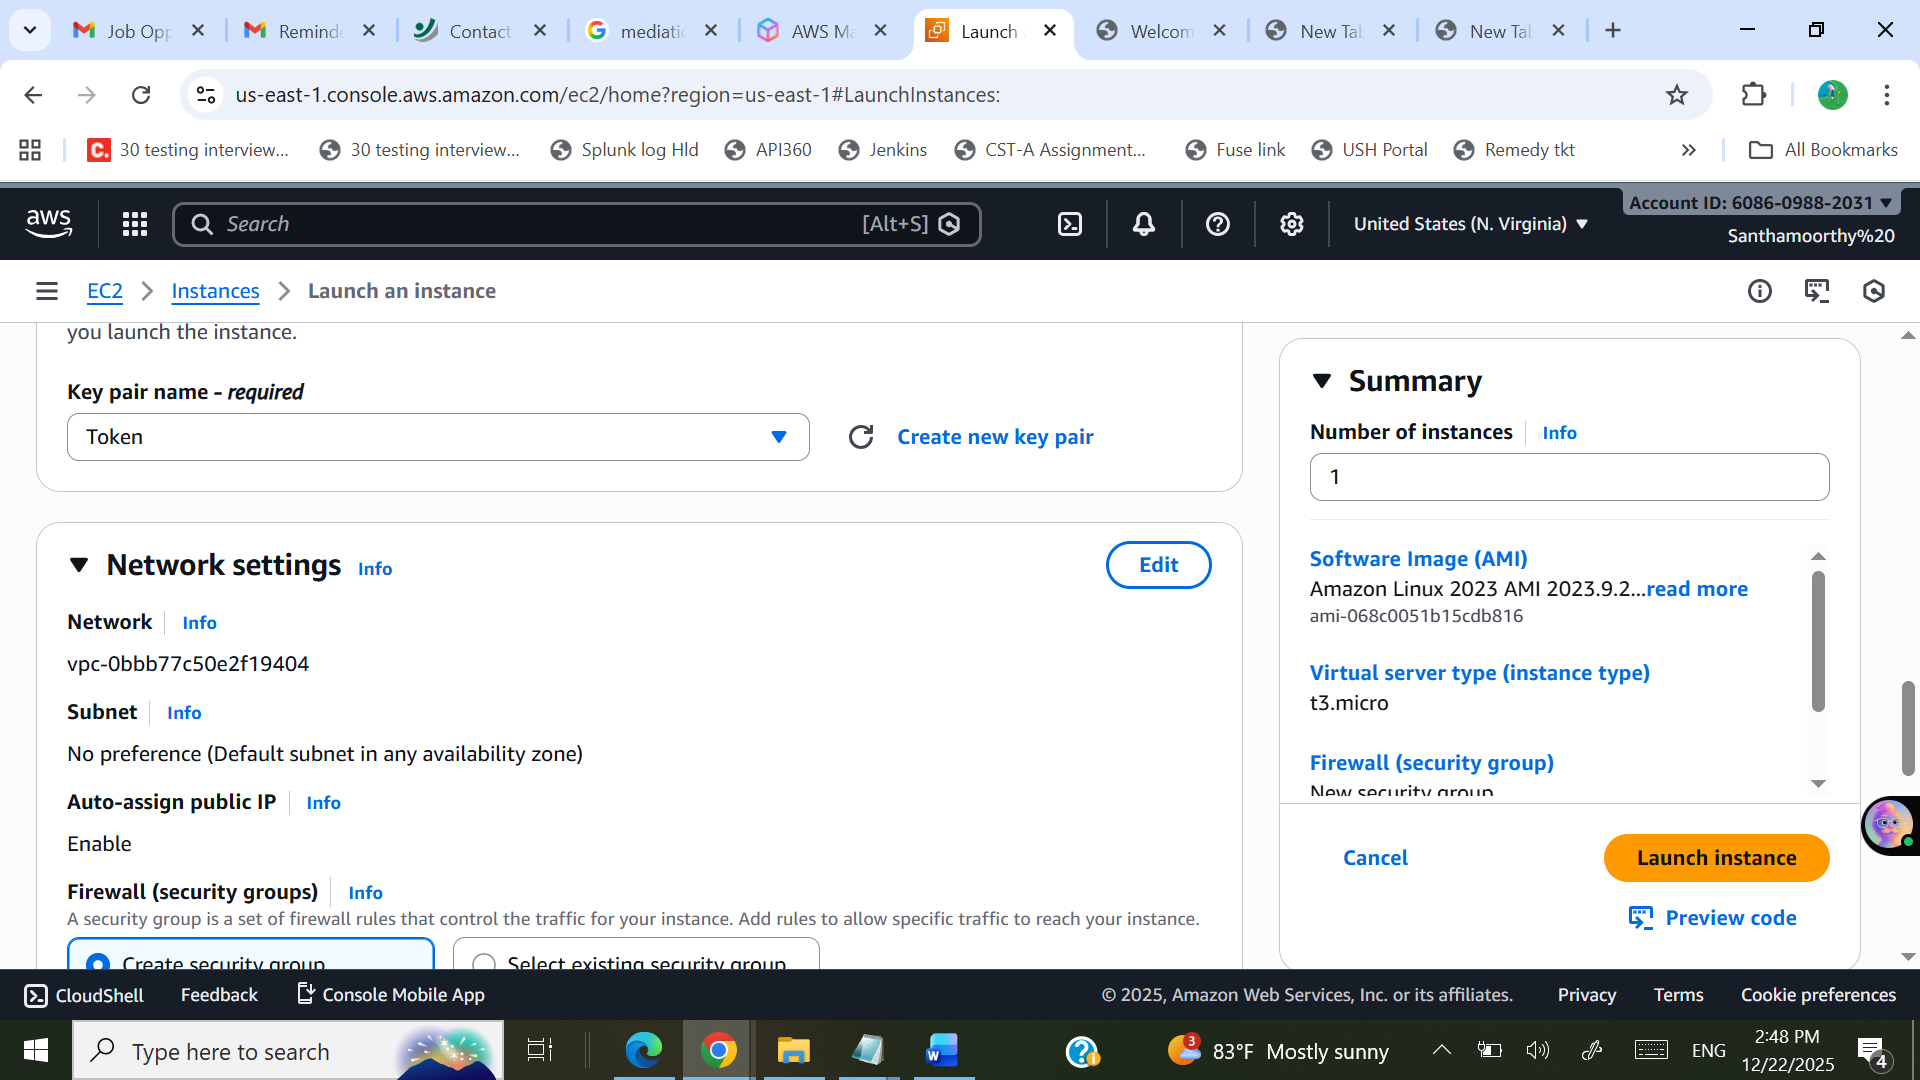 Job Opp
Reminde
Contact
mediatic
AWS Ma
Launch
Welcom
New Tab
New Tab
us-east-1.console.aws.amazon.com/ec2/home?region=us-east-1#LaunchInstances:
30 testing interview...
30 testing interview...
Splunk log Hld
API360
Jenkins
CST-A Assignment...
Fuse link
USH Portal
Remedy tkt
All Bookmarks
aws
Search
[Alt+S]
United States (N. Virginia)
Account ID: 6086-0988-2031
Santhamoorthy%20
EC2
Instances
Launch an instance
you launch the instance.
Key pair name - required
Token
Create new key pair
Network settings
Info
Edit
Network
Info
vpc-0bbb77c50e2f19404
Subnet
Info
No preference (Default subnet in any availability zone)
Auto-assign public IP
Info
Enable
Firewall (security groups)
Info
A security group is a set of firewall rules that control the traffic for your instance. Add rules to allow specific traffic to reach your instance.
Create security group
Select existing security group
Summary
Number of instances
Info
1
Software Image (AMI)
Amazon Linux 2023 AMI 2023.9.2...read more
ami-068c0051b15cdb816
Virtual server type (instance type)
t3.micro
Firewall (security group)
New security group
Cancel
Launch instance
Preview code
CloudShell
Feedback
Console Mobile App
© 2025, Amazon Web Services, Inc. or its affiliates.
Privacy
Terms
Cookie preferences
Type here to search
3
83°F Mostly sunny
ENG
2:48 PM
12/22/2025
4